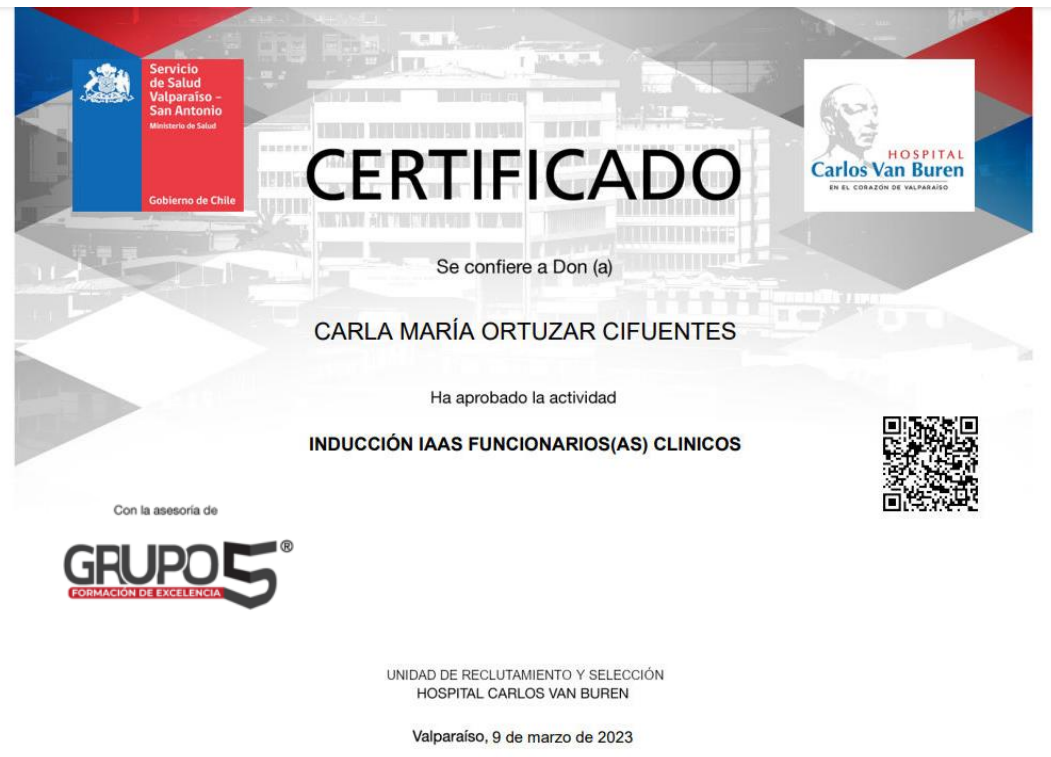 Servicio
de Salud
Valparaíso –
San Antonio
Ministerio de Salud
Gobierno de Chile
HOSPITAL
Carlos Van Buren
EN EL CORAZÓN DE VALPARAÍSO
CERTIFICADO
Se confiere a Don (a)
CARLA MARÍA ORTUZAR CIFUENTES
Ha aprobado la actividad
INDUCCIÓN IAAS FUNCIONARIOS(AS) CLINICOS
Con la asesoría de
GRUPO5®
FORMACIÓN DE EXCELENCIA
UNIDAD DE RECLUTAMIENTO Y SELECCIÓN
HOSPITAL CARLOS VAN BUREN
Valparaíso, 9 de marzo de 2023